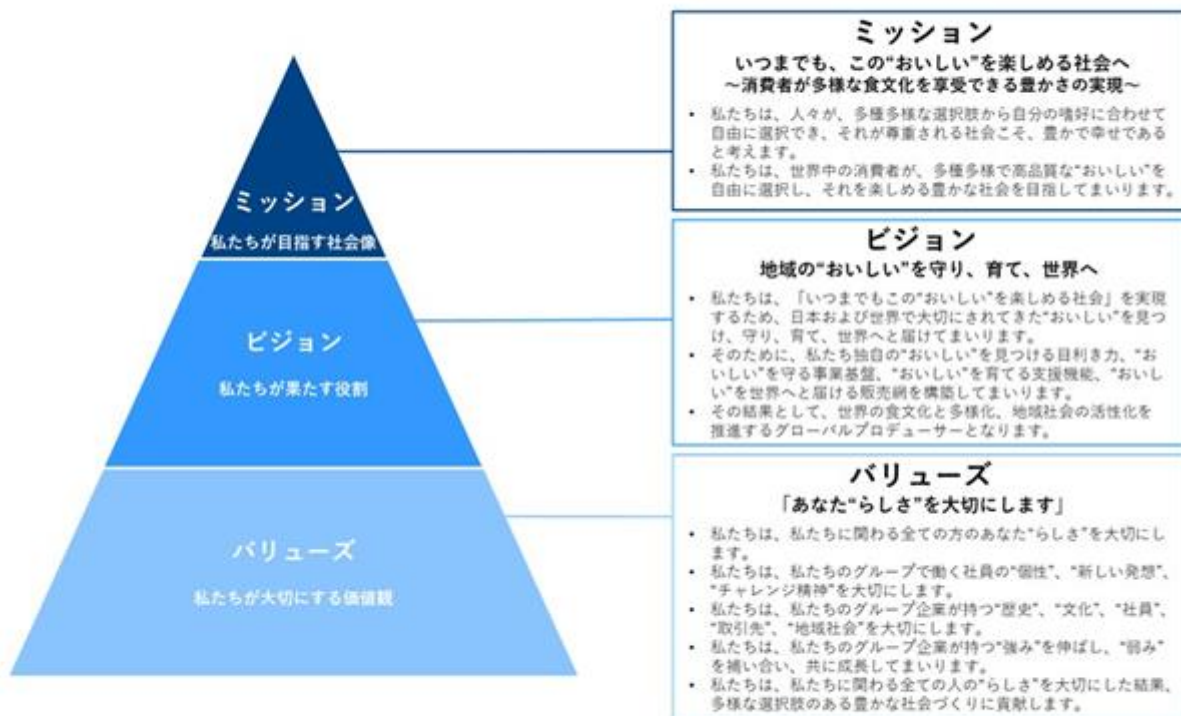 ミッション
私たちが目指す社会像
ビジョン
私たちが果たす役割
バリューズ
私たちが大切にする価値観
ミッション
いつまでも、この“おいしい”を楽しめる社会へ
～消費者が多様な食文化を享受できる豊かさの実現～
• 私たちは、人々が、多種多様な選択肢から自分の嗜好に合わせて
自由に選択でき、それが尊重される社会こそ、豊かで幸せである
と考えます。
• 私たちは、世界中の消費者が、多種多様で高品質な“おいしい”を
自由に選択し、それを楽しめる豊かな社会を目指してまいります。
ビジョン
地域の“おいしい”を守り、育て、世界へ
• 私たちは、「いつまでもこの“おいしい”を楽しめる社会」を実現
するため、日本および世界で大切にされてきた“おいしい”を見つ
け、守り、育て、世界へと届けてまいります。
• そのために、私たち独自の“おいしい”を見つける目利き力、“お
いしい”を守る事業基盤、“おいしい”を育てる支援機能、“おいし
い”を世界へと届ける販売網を構築してまいります。
• その結果として、世界の食文化と多様化、地域社会の活性化を
推進するグローバルプロデューサーとなります。
バリューズ
「あなた“らしさ”を大切にします」
• 私たちは、私たちに関わる全ての方のあなた“らしさ”を大切にし
ます。
• 私たちは、私たちのグループで働く社員の“個性”、“新しい発想”、
“チャレンジ精神”を大切にします。
• 私たちは、私たちのグループ企業が持つ“歴史”、“文化”、“社員”、
“取引先”、“地域社会”を大切にします。
• 私たちは、私たちのグループ企業が持つ“強み”を伸ばし、“弱み”
を補い合い、共に成長してまいります。
• 私たちは、私たちに関わる全ての人の“らしさ”を大切にした結果、
多様な選択肢のある豊かな社会づくりに貢献します。